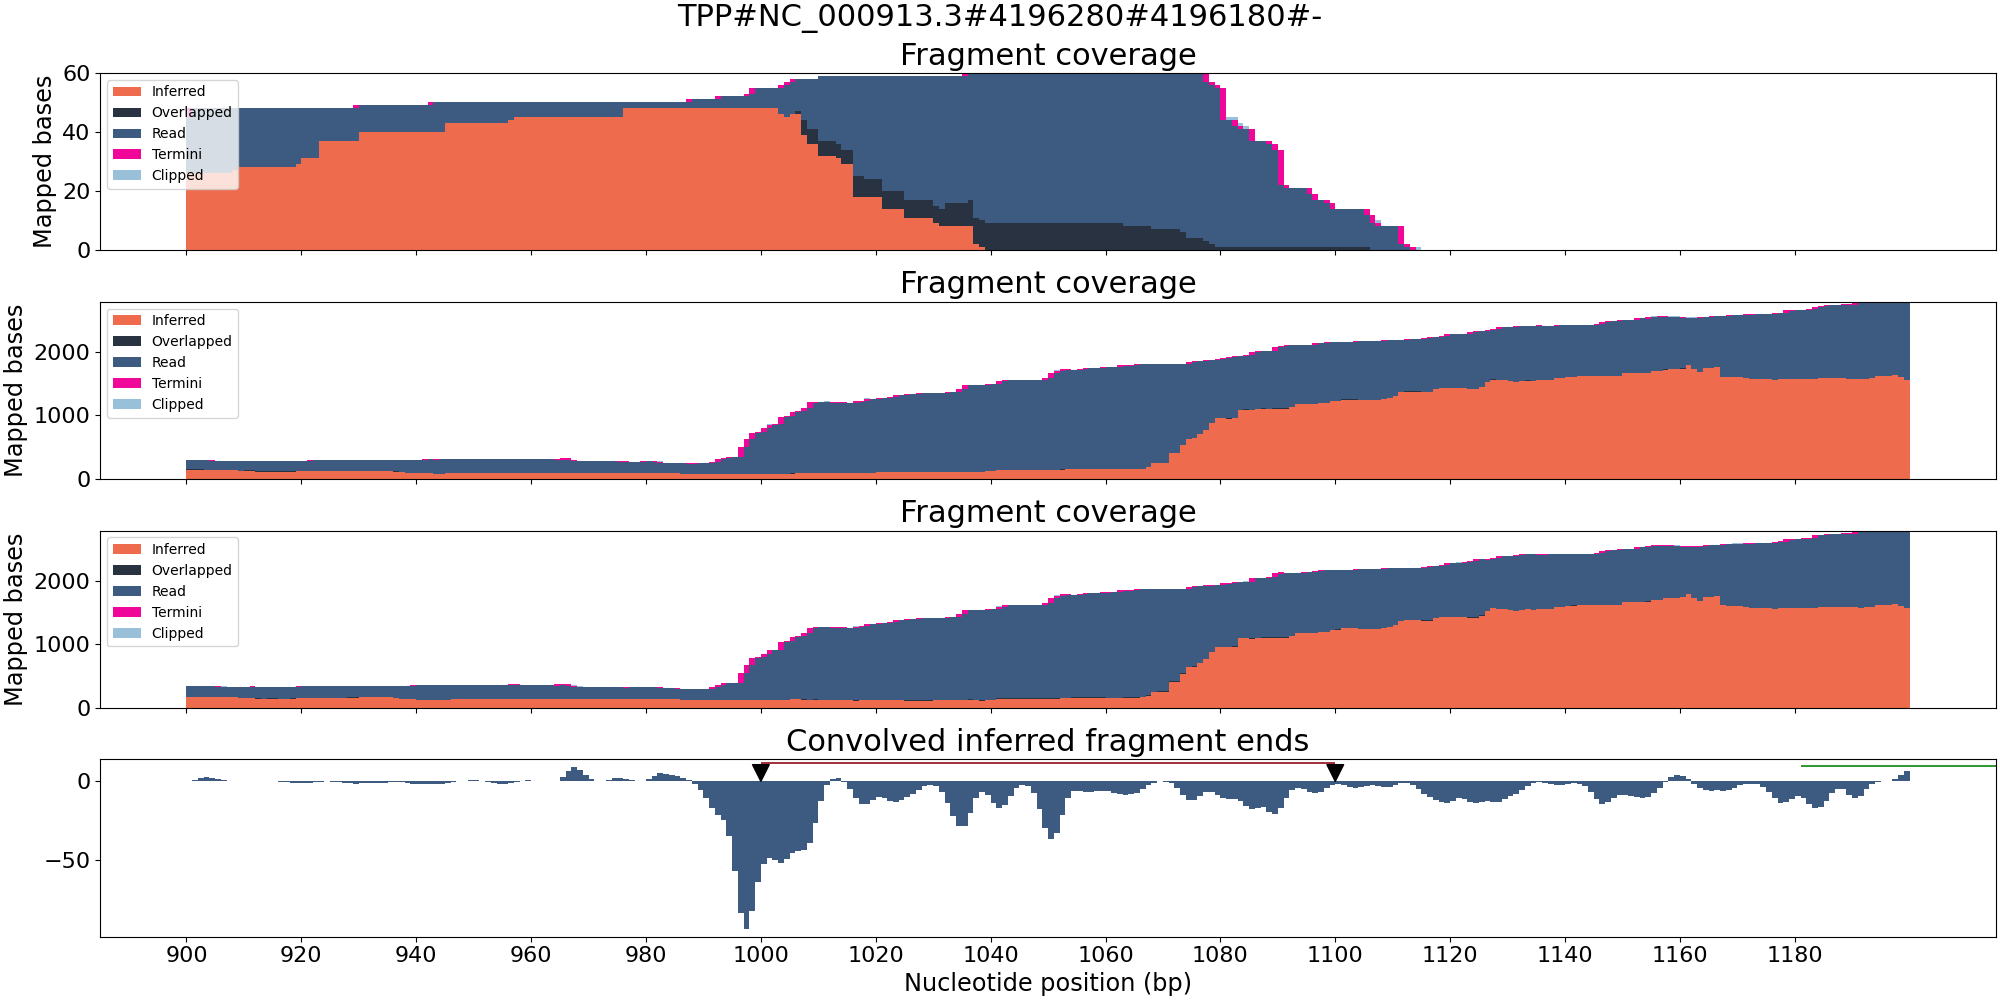 TPP#NC_000913.3#4196280#4196180#-
Fragment coverage
Mapped bases
60
40
20
0
Inferred
Overlapped
Read
Termini
Clipped
Fragment coverage
Mapped bases
2000
1000
0
Inferred
Overlapped
Read
Termini
Clipped
Fragment coverage
Mapped bases
2000
1000
0
Inferred
Overlapped
Read
Termini
Clipped
Convolved inferred fragment ends
0
−50
900 920 940 960 980 1000 1020 1040 1060 1080 1100 1120 1140 1160 1180
Nucleotide position (bp)